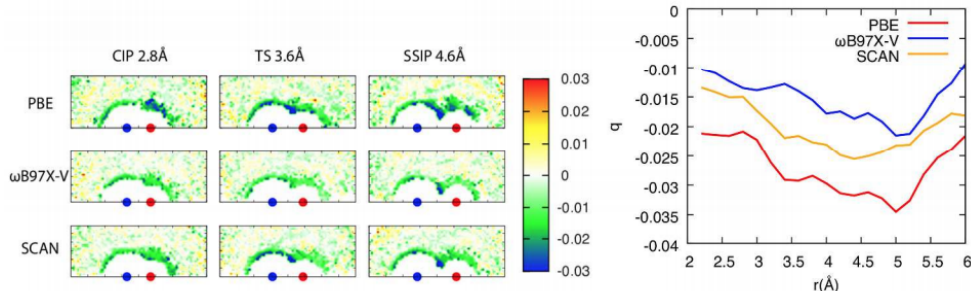 CIP 2.8Å TS 3.6Å SSIP 4.6Å
PBE
ωB97X-V
SCAN
0.03
0.02
0.01
0
-0.01
-0.02
-0.03
0
-0.005
-0.01
-0.015
-0.02
-0.025
-0.03
-0.035
-0.04
q
PBE
ωB97X-V
SCAN
2 2.5 3 3.5 4 4.5 5 5.5 6
r(Å)